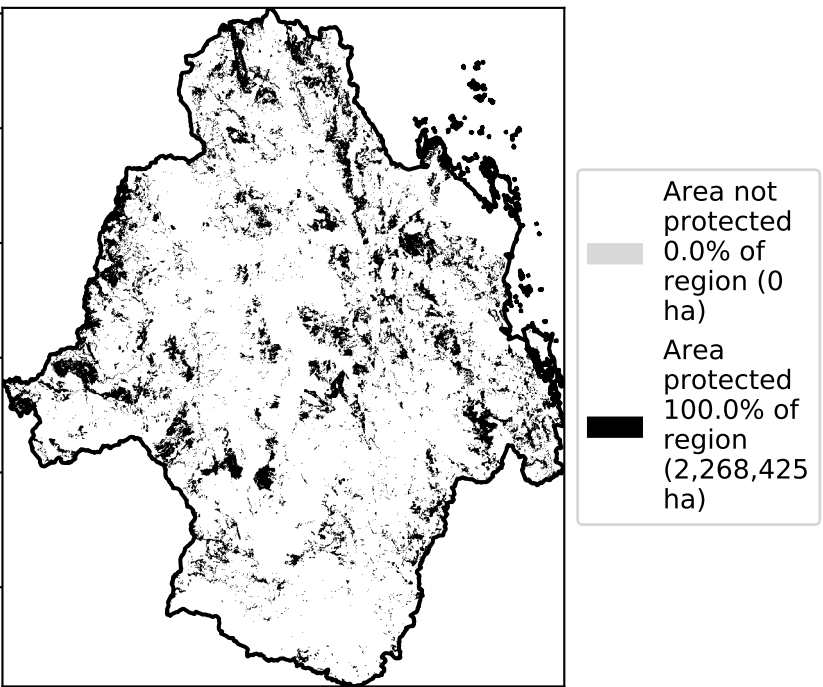 Area not
protected
0.0% of
region (0
ha)
Area
protected
100.0% of
region
(2,268,425
ha)